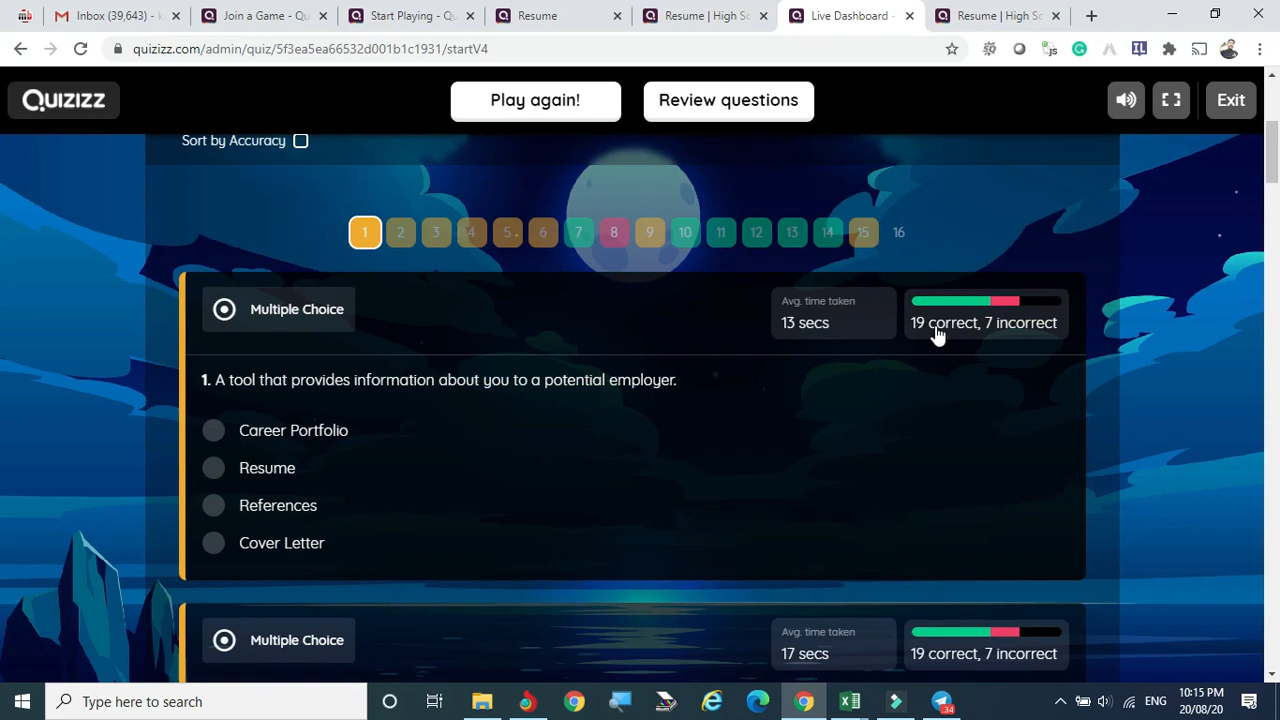 Inbox (39,643) - k
Join a Game - Qu
Start Playing - Q
Resume
Resume | High S
Live Dashboard -
Resume | High Sc
quizizz.com/admin/quiz/5f3ea5ea66532d001b1c1931/startV4
QUIZIZZ
Play again!
Review questions
Exit
Sort by Accuracy
1 2 3 4 5 6 7 8 9 10 11 12 13 14 15 16
Multiple Choice
Avg. time taken
13 secs
19 correct, 7 incorrect
1. A tool that provides information about you to a potential employer.
Career Portfolio
Resume
References
Cover Letter
Multiple Choice
Avg. time taken
17 secs
19 correct, 7 incorrect
Type here to search
34
ENG
10:15 PM
20/08/20